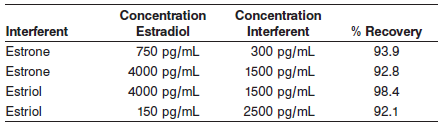 Interferent Concentration Estradiol Concentration Interferent % Recovery
Estrone 750 pg/mL 300 pg/mL 93.9
Estrone 4000 pg/mL 1500 pg/mL 92.8
Estriol 4000 pg/mL 1500 pg/mL 98.4
Estriol 150 pg/mL 2500 pg/mL 92.1